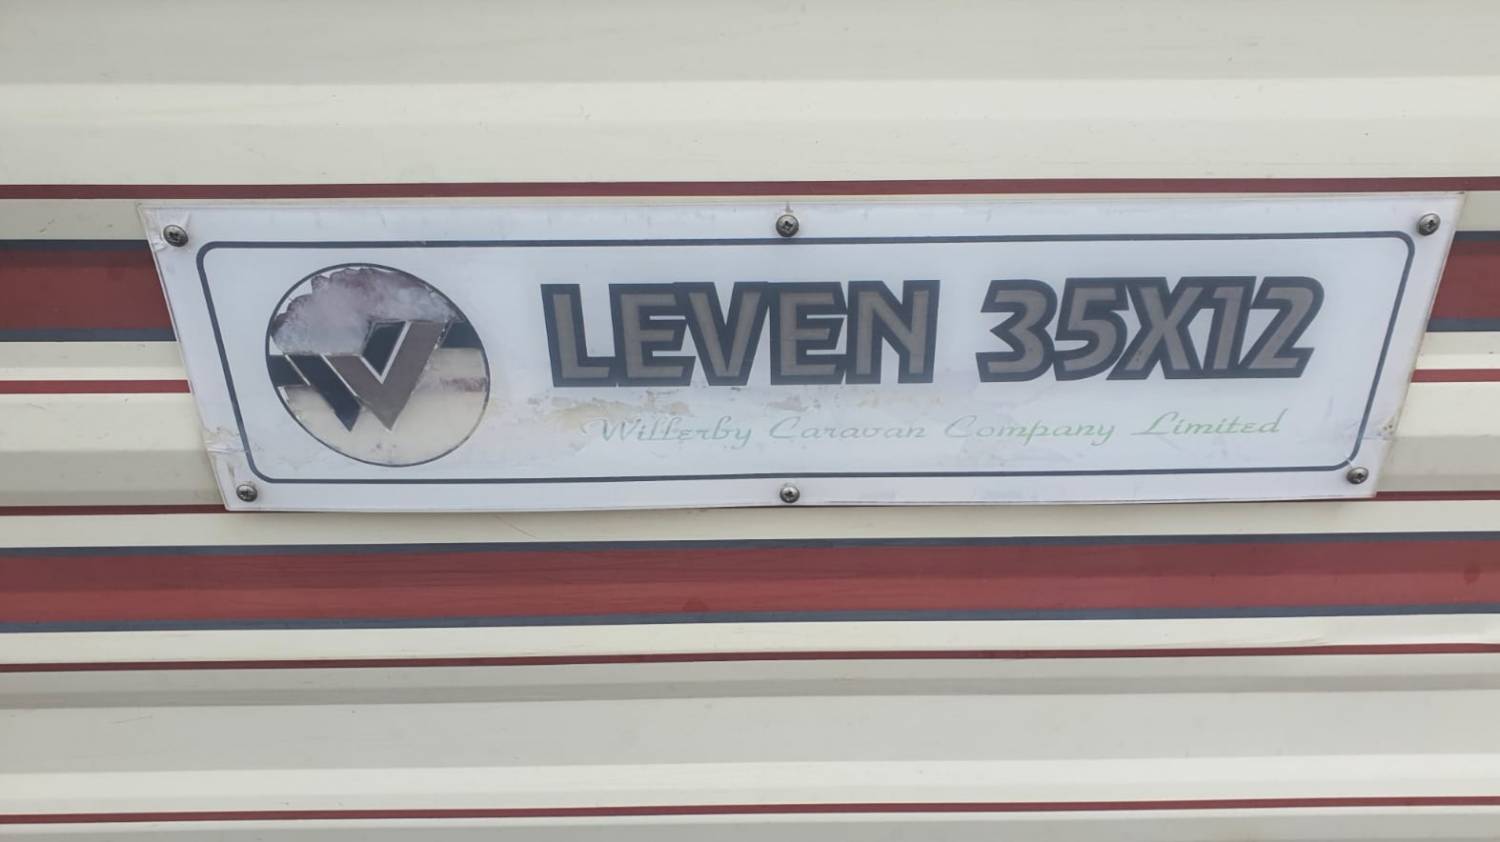 LEVEN 35X12
Willerby Caravan Company Limited